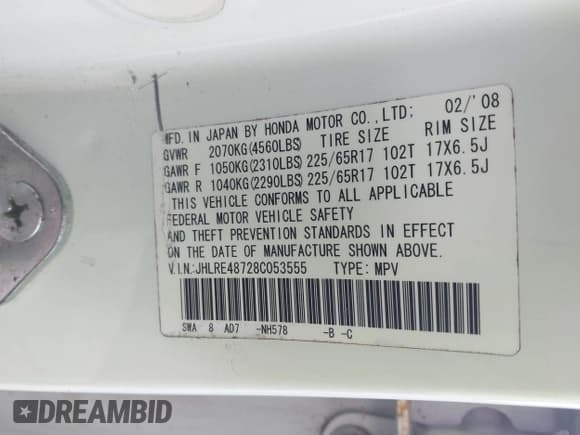 MFD. IN JAPAN BY HONDA MOTOR CO.,LTD; 02/'08
GVWR 2070KG(4560LBS) TIRE SIZE RIM SIZE
GAWR F 1050KG(2310LBS) 225/65R17 102T 17X6.5J
GAWR R 1040KG(2290LBS) 225/65R17 102T 17X6.5J
THIS VEHICLE CONFORMS TO ALL APPLICABLE
FEDERAL MOTOR VEHICLE SAFETY
AND THEFT PREVENTION STANDARDS IN EFFECT
ON THE DATE OF MANUFACTURE SHOWN ABOVE.
V.I.N.:JHLRE48728C053555 TYPE: MPV
SWA 8 AD7 -NH578 -B -C
DREAMBID